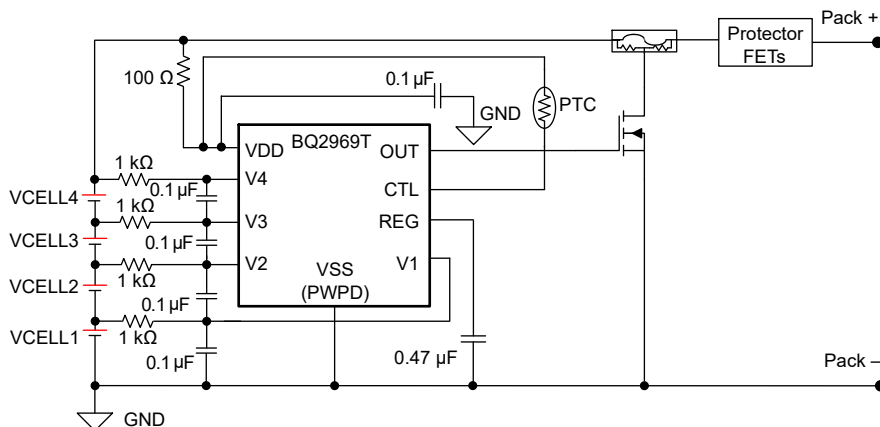 Pack +
Protector
FETs
100 Ω
0.1 µF
GND
PTC
BQ2969T
VDD
OUT
1 kΩ
V4
0.1 µF
CTL
VCELL4
1 kΩ
V3
REG
VCELL3
0.1 µF
V2
VSS
(PWPD)
V1
1 kΩ
VCELL2
0.1 µF
VCELL1
1 kΩ
0.1 µF
0.47 µF
Pack –
GND